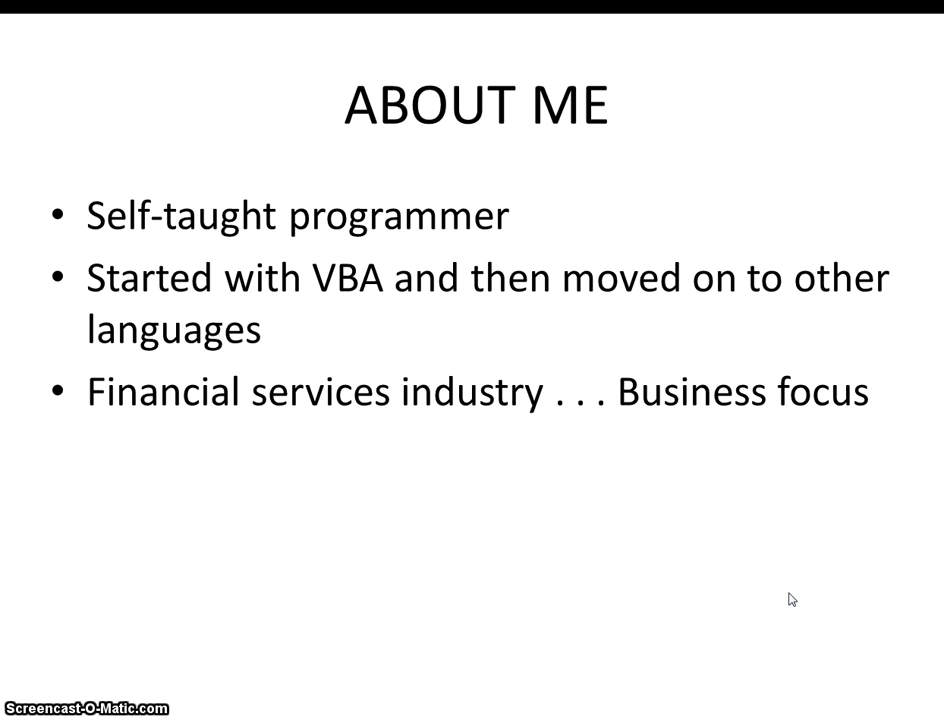 ABOUT ME
• Self-taught programmer
• Started with VBA and then moved on to other
languages
• Financial services industry . . . Business focus
Screencast-O-Matic.com